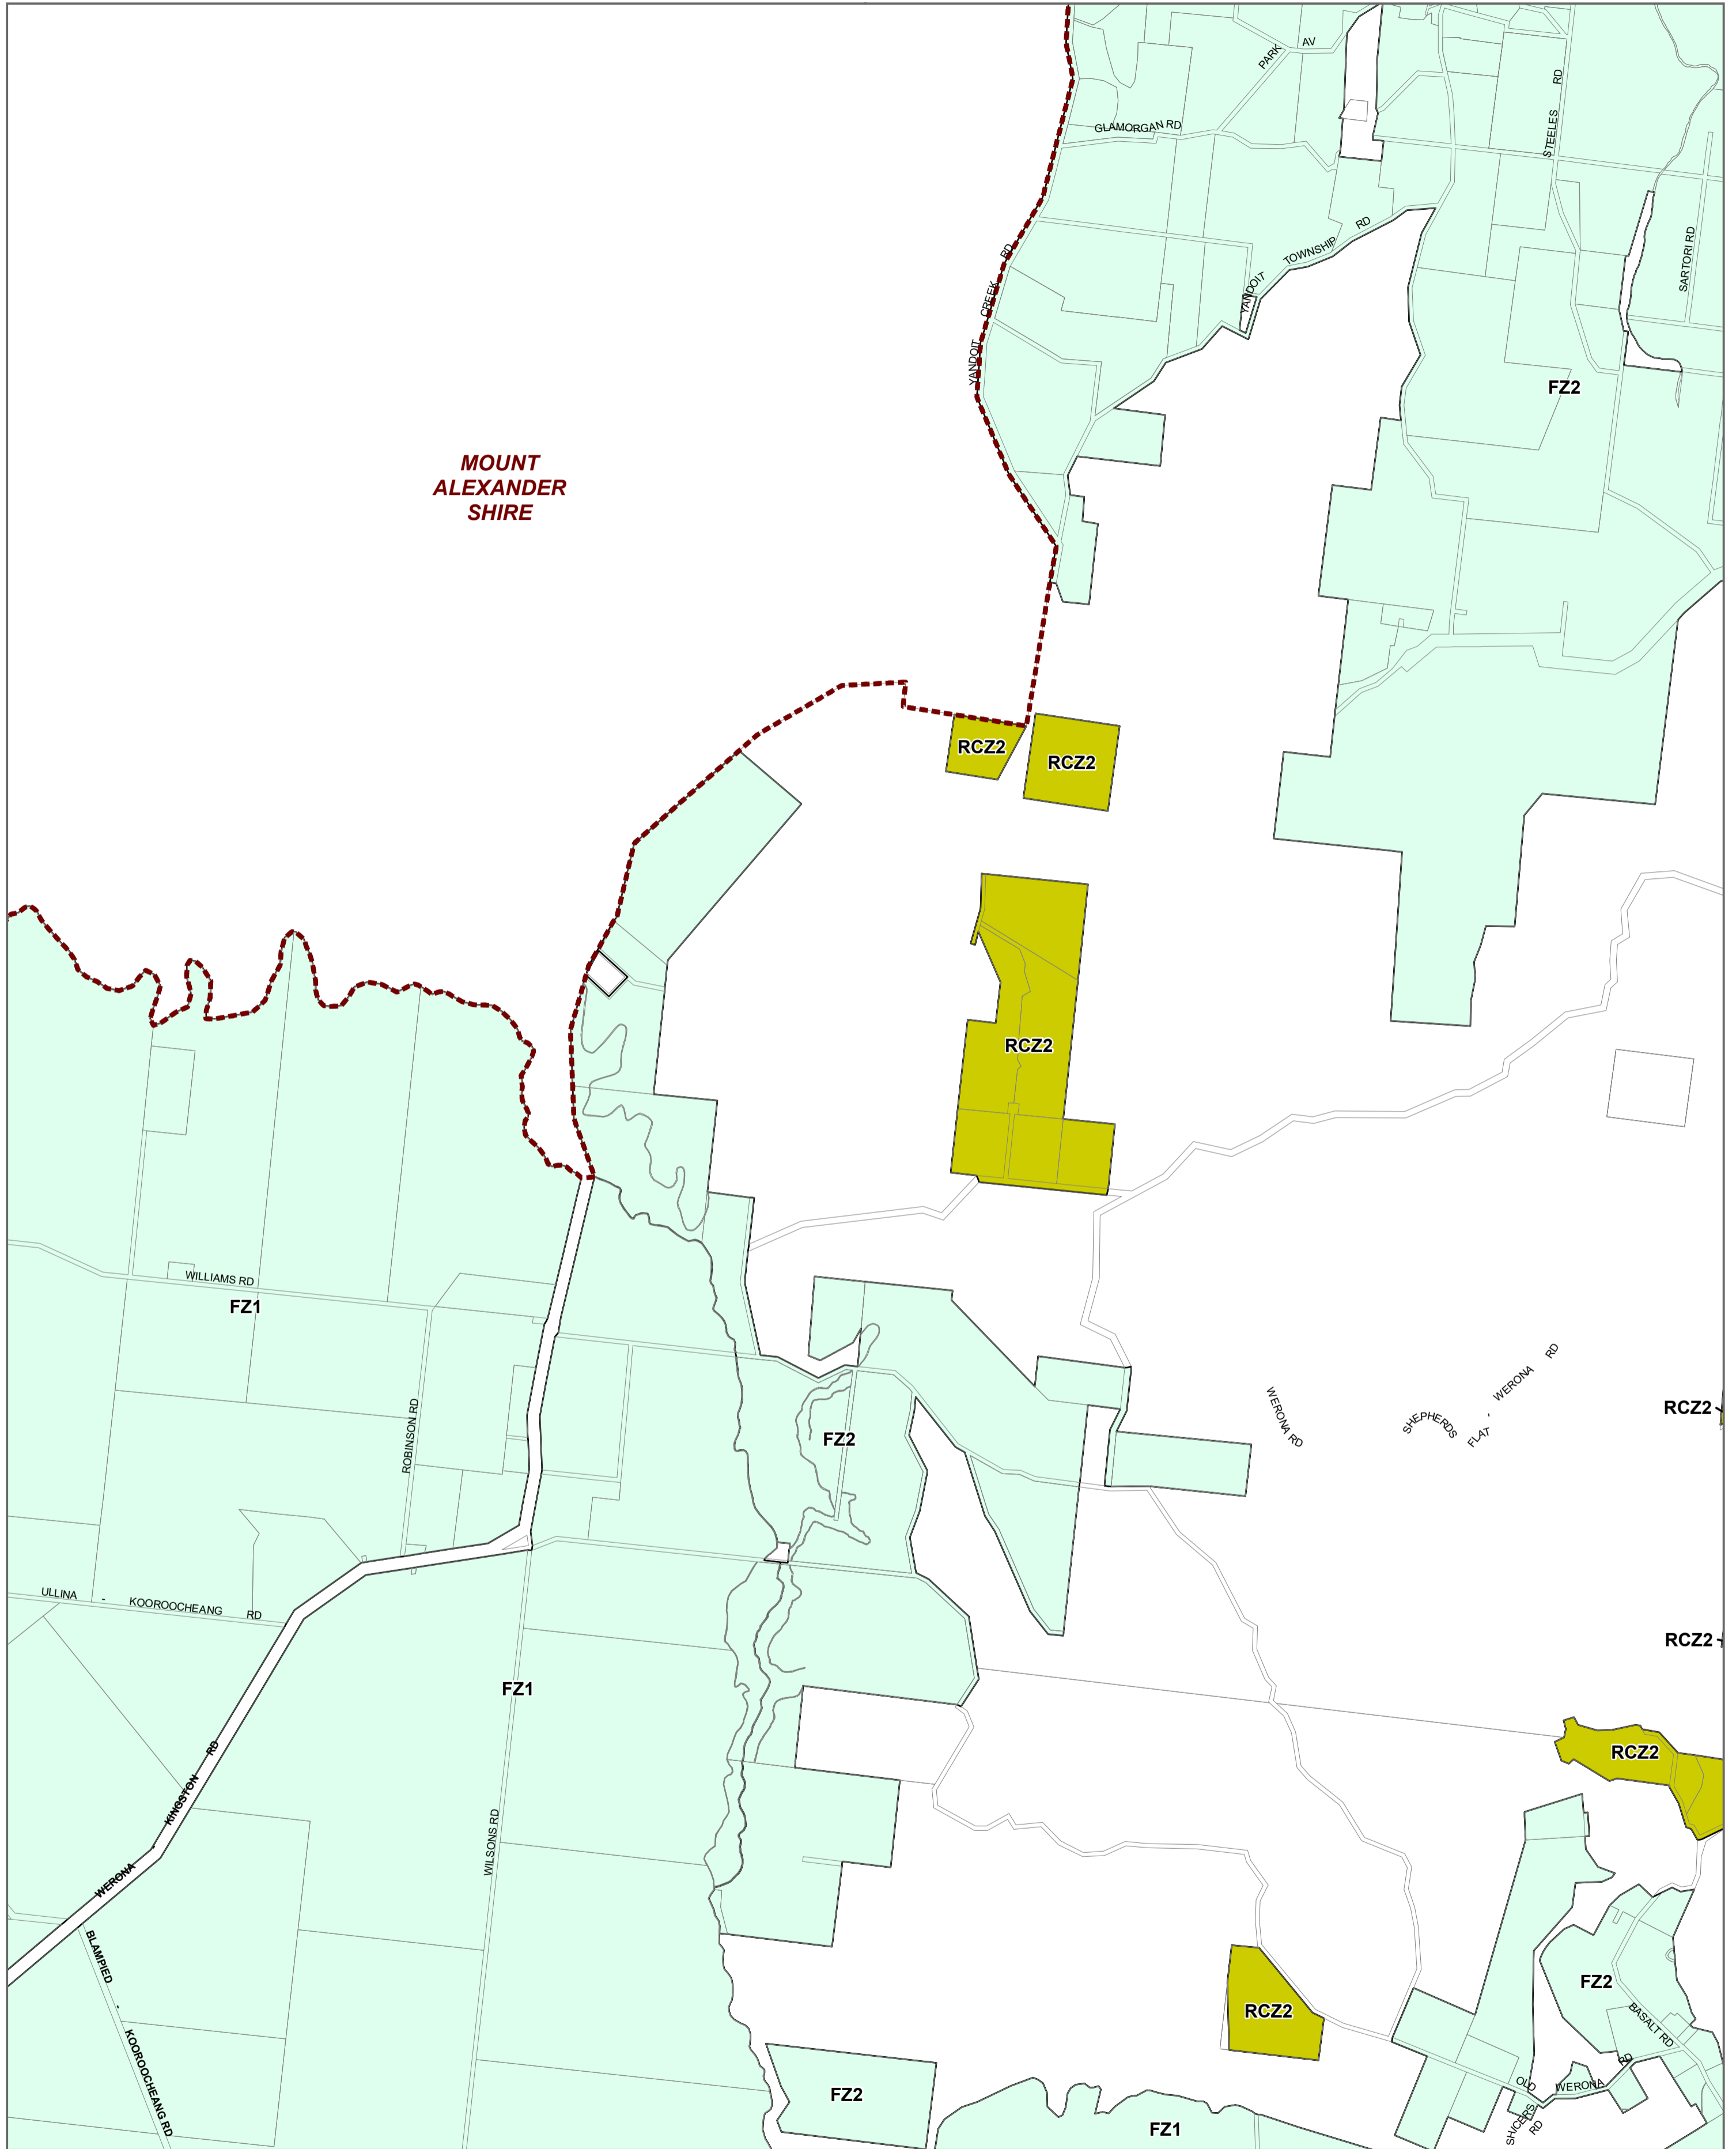 PARK AV
GLAMORGAN RD
STEELES RD
SARTORI RD
YANDOIT TOWNSHIP RD
YANDOIT CREEK RD
FZ2
MOUNT
ALEXANDER
SHIRE
RCZ2
RCZ2
RCZ2
WILLIAMS RD
FZ1
ROBINSON RD
FZ2
WERONA RD
SHEPHERDS FLAT - WERONA RD
RCZ2
ULLINA - KOOROOCHEANG RD
RCZ2
FZ1
WERONA - KINGSTON RD
RCZ2
WILSONS RD
BLAMPIED - KOOROOCHEANG RD
FZ2
RCZ2
BASALT RD
OLD WERONA RD
FZ2
SHICERS RD
FZ1